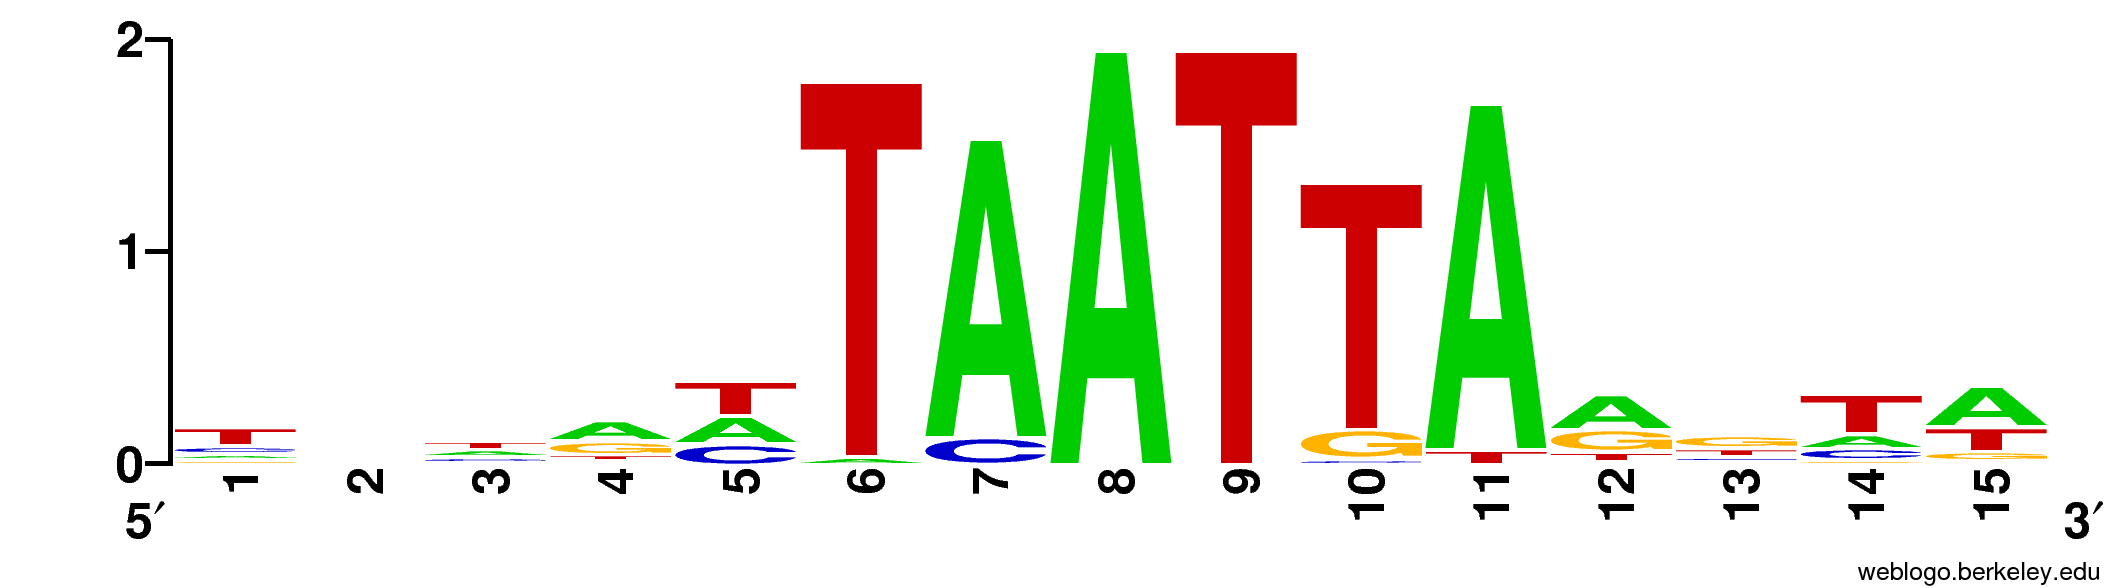 2
1
0
T T A T T A A T T A A G T A
C A G A A C G T G T A T
A C T C C T C C G
G G
1 2 3 4 5 6 7 8 9 10 11 12 13 14 15
5′ 3′
weblogo.berkeley.edu